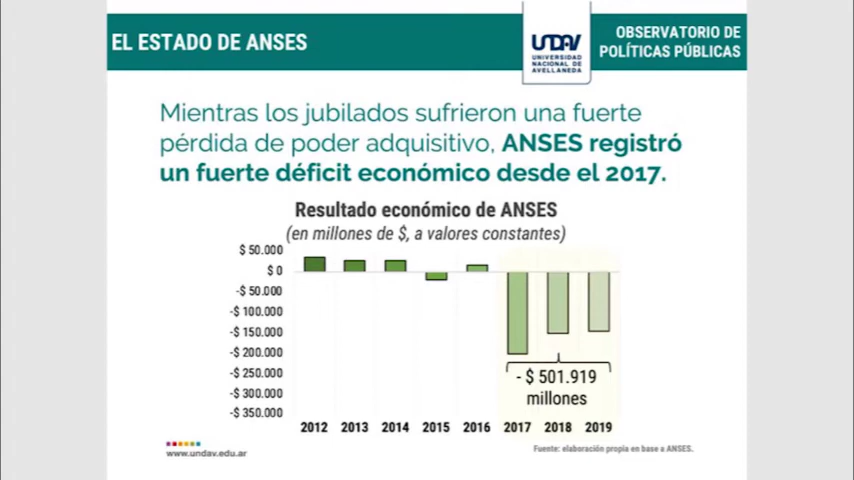 EL ESTADO DE ANSES
UNDAV
UNIVERSIDAD
NACIONAL DE
AVELLANEDA
OBSERVATORIO DE
POLÍTICAS PÚBLICAS
Mientras los jubilados sufrieron una fuerte
pérdida de poder adquisitivo, ANSES registró
un fuerte déficit económico desde el 2017.
Resultado económico de ANSES
(en millones de $, a valores constantes)
$ 50.000
$ 0
-$ 50.000
-$ 100.000
-$ 150.000
-$ 200.000
-$ 250.000
-$ 300.000
-$ 350.000
- $ 501.919
millones
2012 2013 2014 2015 2016 2017 2018 2019
www.undav.edu.ar
Fuente: elaboración propia en base a ANSES.